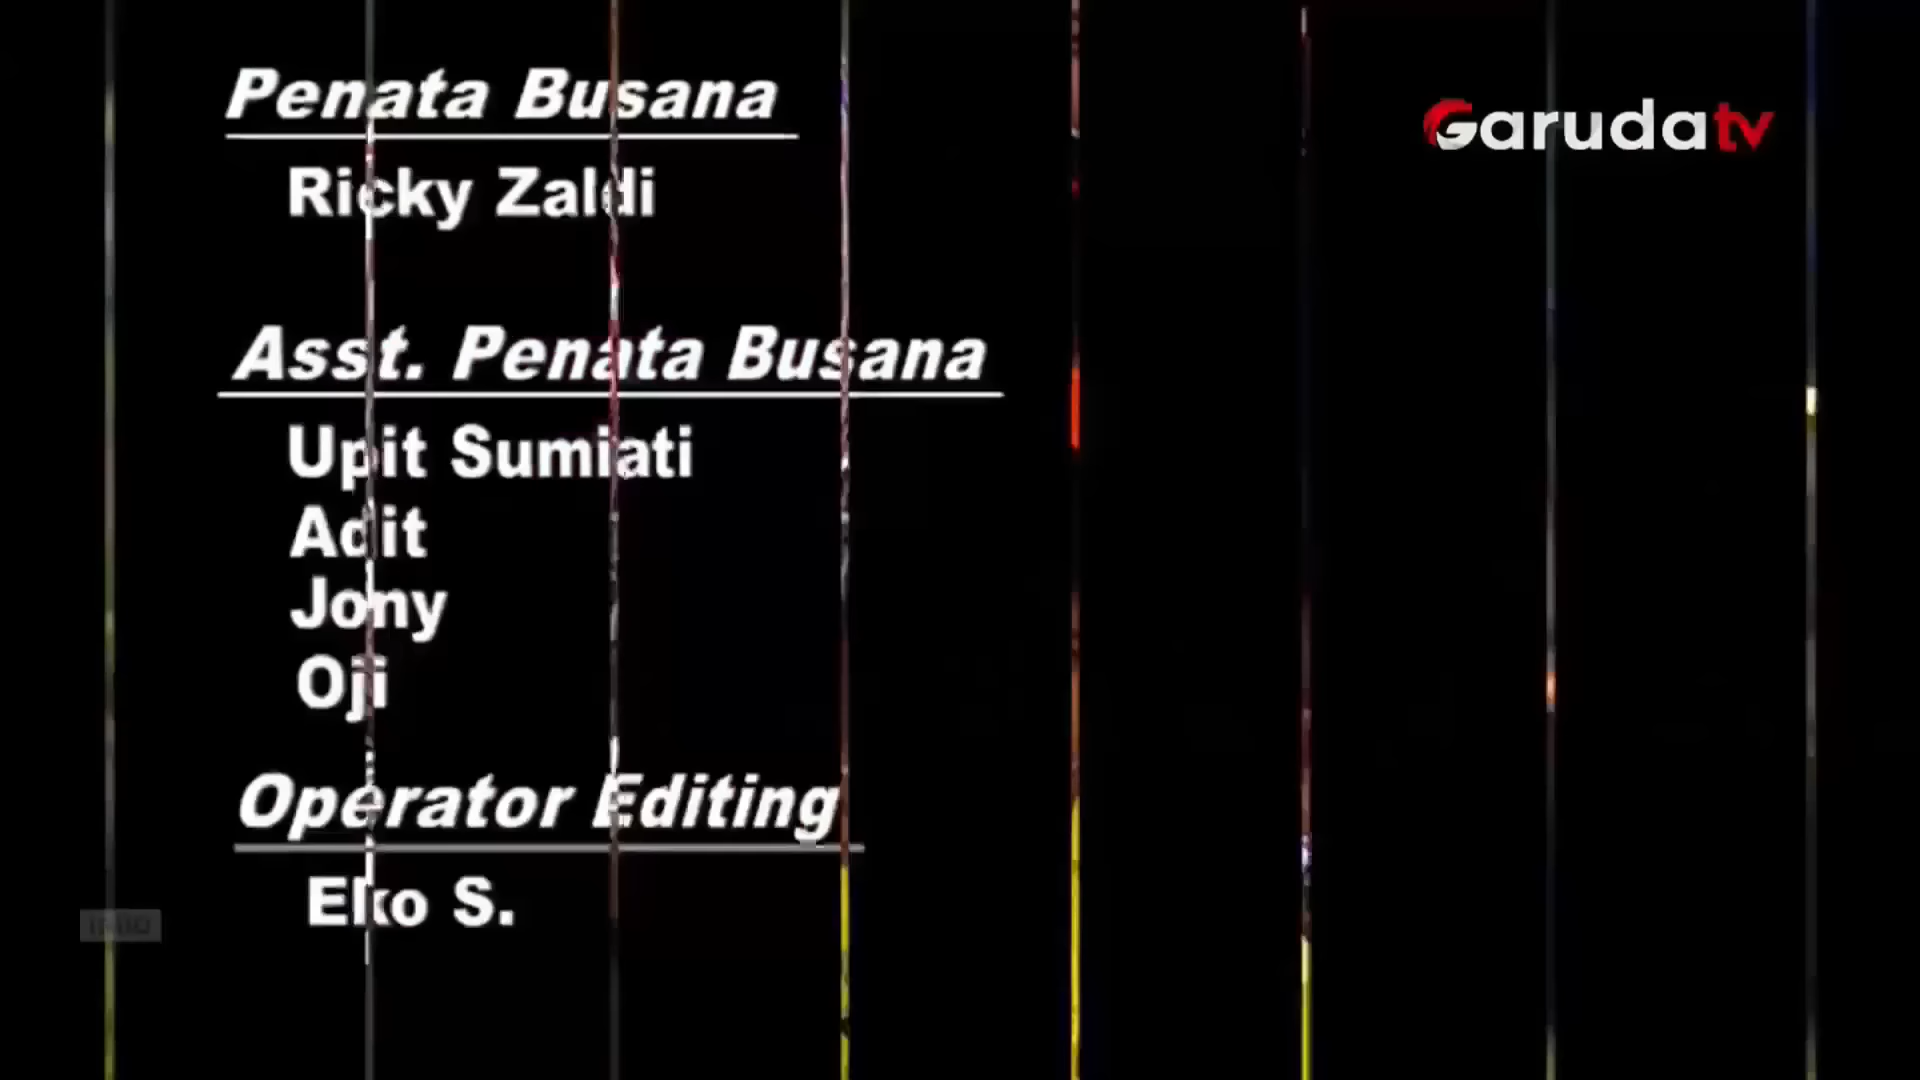 Penata Busana
garudatv
Ricky Zaldi
Asst. Penata Busana
Upit Sumiati
Adit
Jony
Oji
Operator Editing
Eko S.